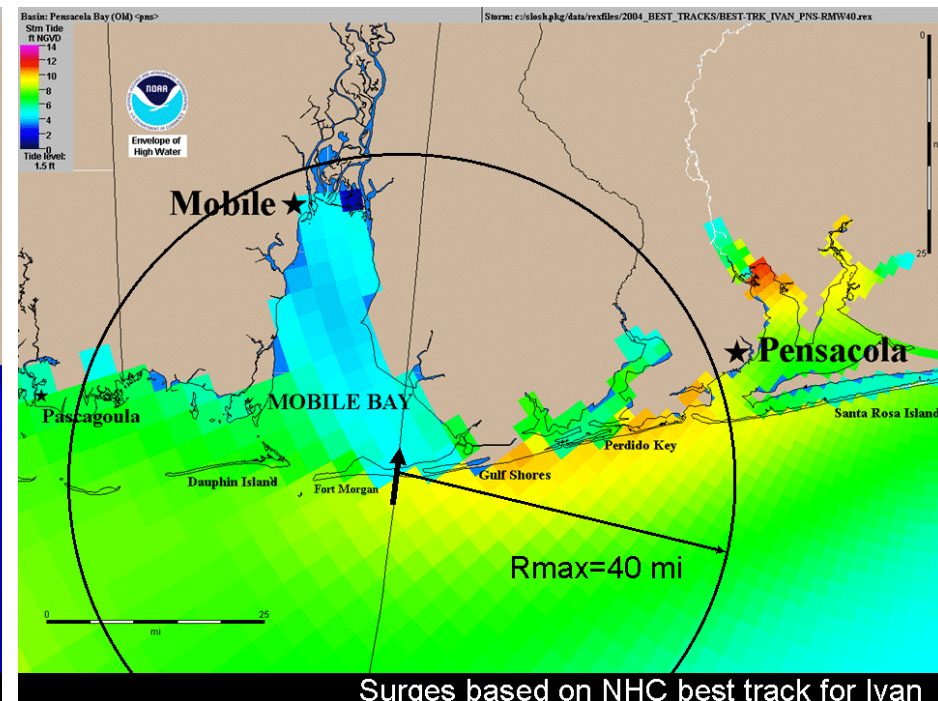 Basin: Pensacola Bay (Old) <pns>
Storm: c:/slosh.pkg/data/rexfiles/2004_BEST_TRACKS/BEST-TRK_IVAN_PNS-RMW40.rex
Stm Tide
ft NGVD
14
12
10
8
6
4
2
0
Tide level:
1.5 ft
NOAA
Envelope of
High Water
0
25
Mobile
Pensacola
Pascagoula
MOBILE BAY
Santa Rosa Island
Perdido Key
Dauphin Island
Fort Morgan
Gulf Shores
Rmax=40 mi
0 25
mi
Surges based on NHC best track for Ivan